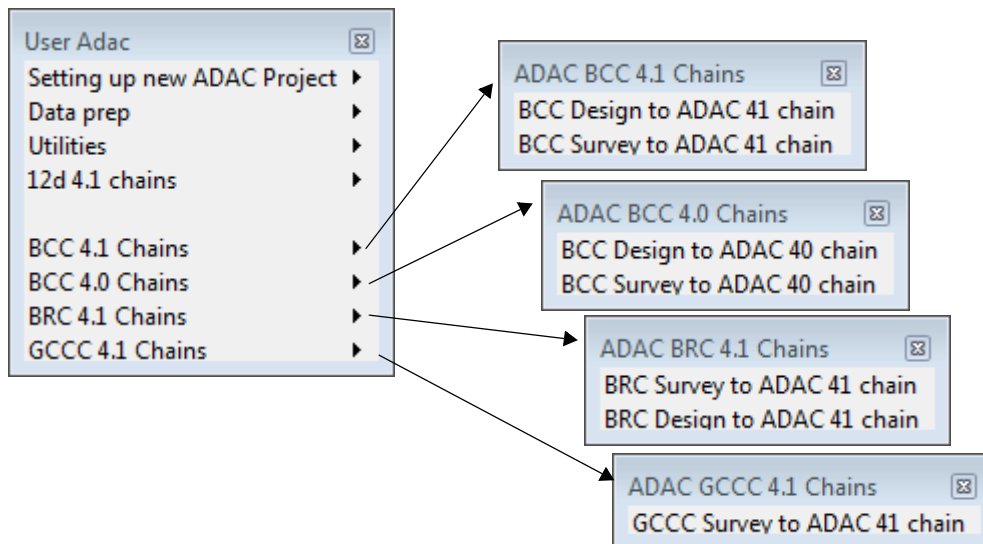 User Adac
Setting up new ADAC Project
Data prep
Utilities
12d 4.1 chains
BCC 4.1 Chains
BCC 4.0 Chains
BRC 4.1 Chains
GCCC 4.1 Chains
ADAC BCC 4.1 Chains
BCC Design to ADAC 41 chain
BCC Survey to ADAC 41 chain
ADAC BCC 4.0 Chains
BCC Design to ADAC 40 chain
BCC Survey to ADAC 40 chain
ADAC BRC 4.1 Chains
BRC Survey to ADAC 41 chain
BRC Design to ADAC 41 chain
ADAC GCCC 4.1 Chains
GCCC Survey to ADAC 41 chain